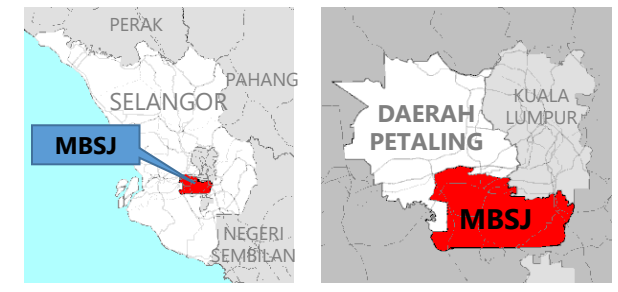 PERAK
PAHANG
SELANGOR
MBSJ
NEGERI
SEMBILAN
DAERAH
PETALING
KUALA
LUMPUR
MBSJ